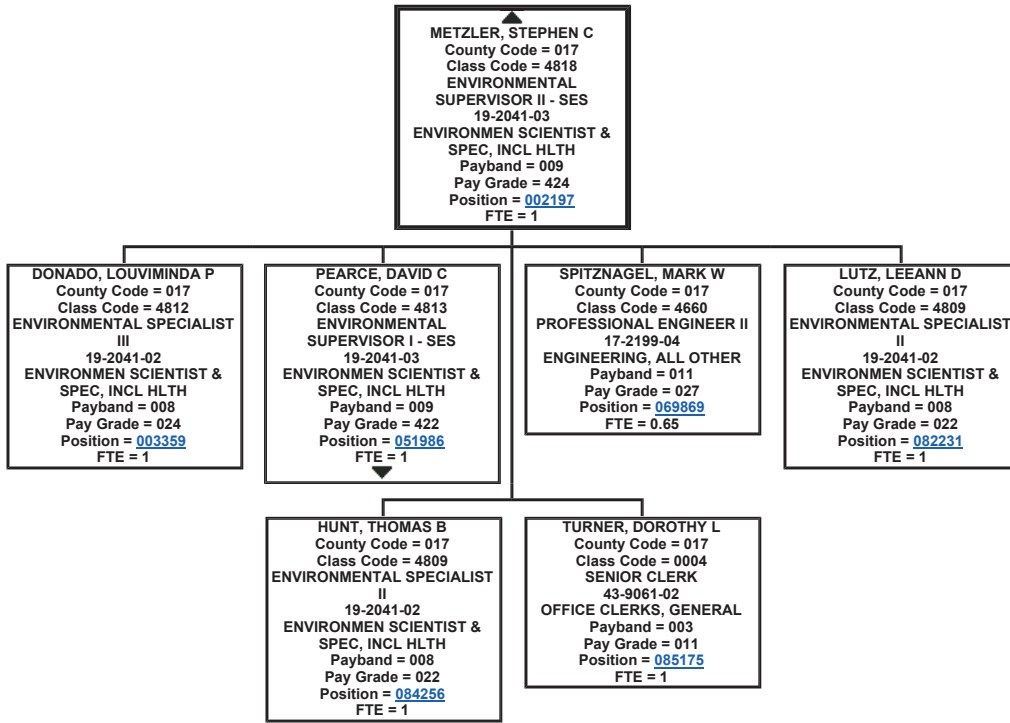 METZLER, STEPHEN C
County Code = 017
Class Code = 4818
ENVIRONMENTAL
SUPERVISOR II - SES
19-2041-03
ENVIRONMEN SCIENTIST &
SPEC, INCL HLTH
Payband = 009
Pay Grade = 424
Position = 002197
FTE = 1
DONADO, LOUVIMINDA P
County Code = 017
Class Code = 4812
ENVIRONMENTAL SPECIALIST
III
19-2041-02
ENVIRONMEN SCIENTIST &
SPEC, INCL HLTH
Payband = 008
Pay Grade = 024
Position = 003359
FTE = 1
PEARCE, DAVID C
County Code = 017
Class Code = 4813
ENVIRONMENTAL
SUPERVISOR I - SES
19-2041-03
ENVIRONMEN SCIENTIST &
SPEC, INCL HLTH
Payband = 009
Pay Grade = 422
Position = 051986
FTE = 1
SPITZNAGEL, MARK W
County Code = 017
Class Code = 4660
PROFESSIONAL ENGINEER II
17-2199-04
ENGINEERING, ALL OTHER
Payband = 011
Pay Grade = 027
Position = 069869
FTE = 0.65
LUTZ, LEEANN D
County Code = 017
Class Code = 4809
ENVIRONMENTAL SPECIALIST
II
19-2041-02
ENVIRONMEN SCIENTIST &
SPEC, INCL HLTH
Payband = 008
Pay Grade = 022
Position = 082231
FTE = 1
HUNT, THOMAS B
County Code = 017
Class Code = 4809
ENVIRONMENTAL SPECIALIST
II
19-2041-02
ENVIRONMEN SCIENTIST &
SPEC, INCL HLTH
Payband = 008
Pay Grade = 022
Position = 084256
FTE = 1
TURNER, DOROTHY L
County Code = 017
Class Code = 0004
SENIOR CLERK
43-9061-02
OFFICE CLERKS, GENERAL
Payband = 003
Pay Grade = 011
Position = 085175
FTE = 1